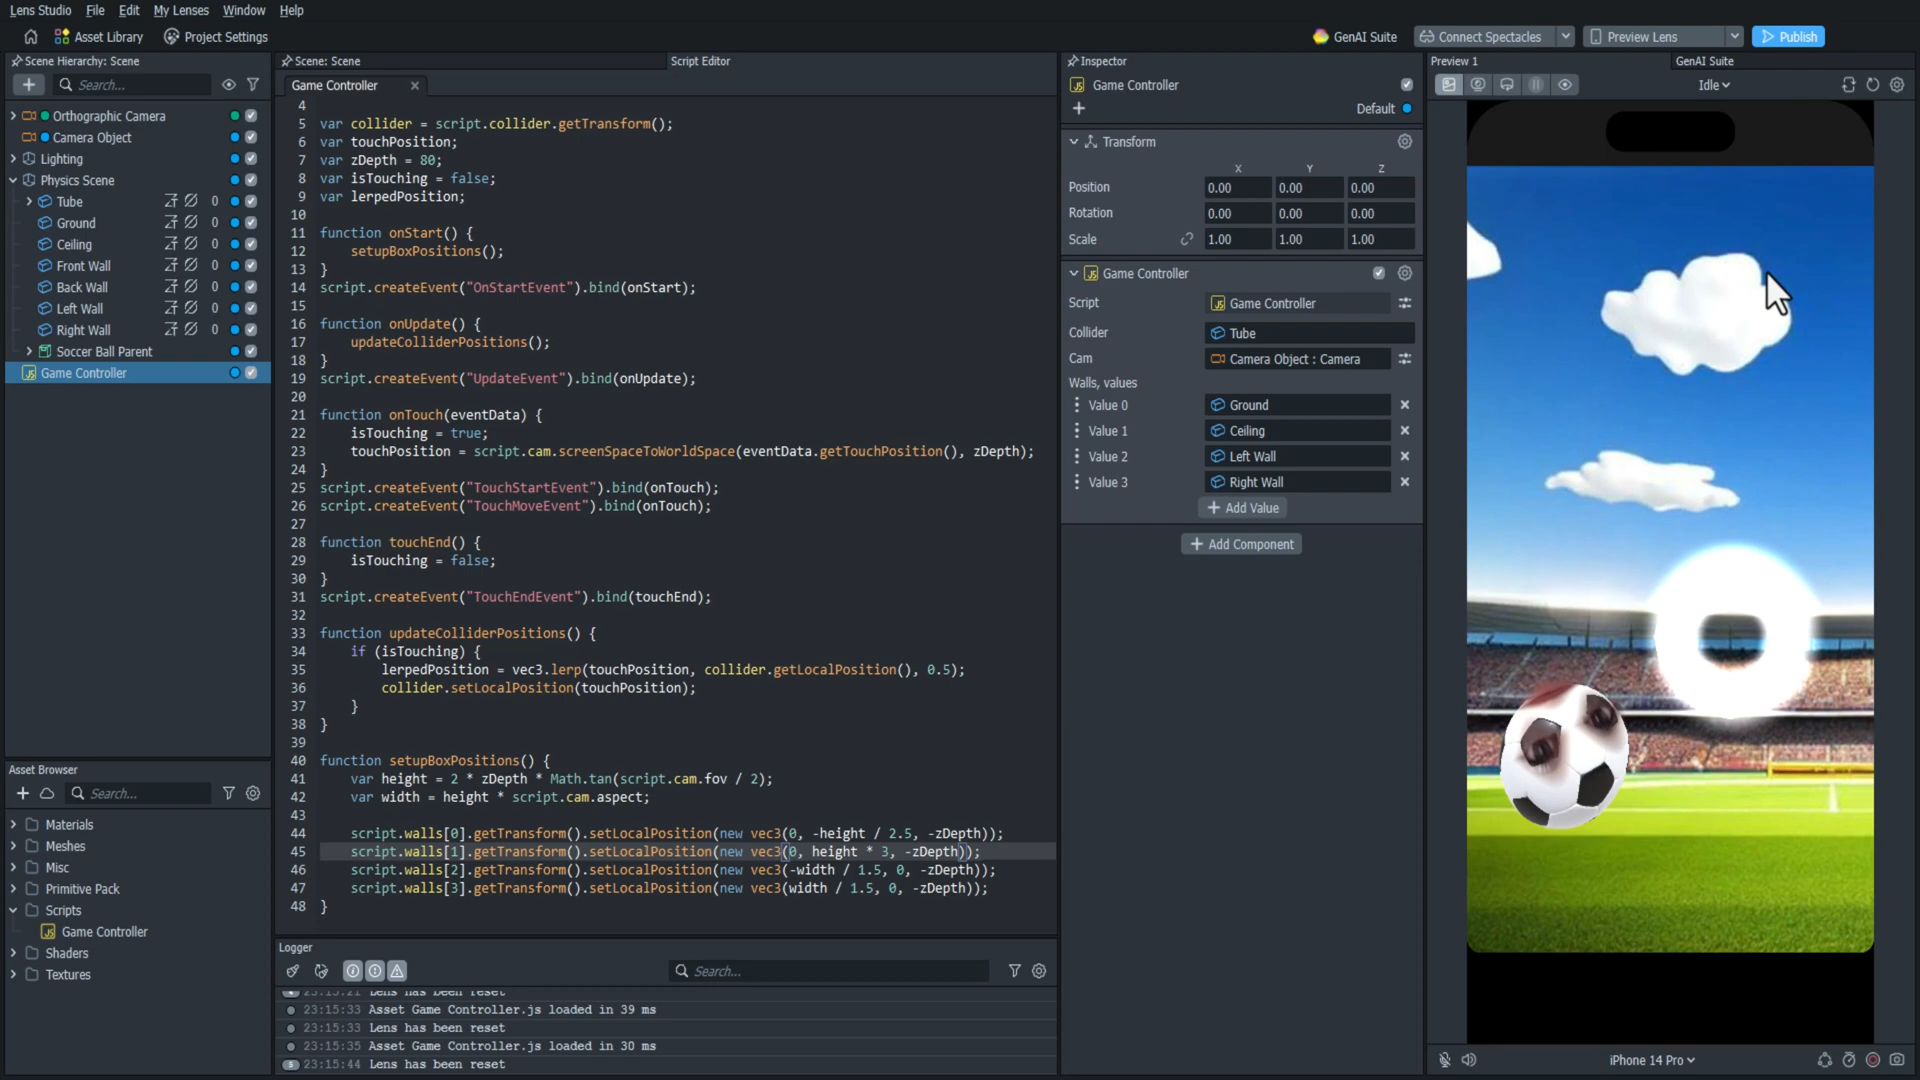 Lens Studio File Edit My Lenses Window Help
Asset Library Project Settings
GenAI Suite Connect Spectacles Preview Lens Publish
Scene Hierarchy: Scene
Search...
Orthographic Camera
Camera Object
Lighting
Physics Scene
Tube 0
Ground 0
Ceiling 0
Front Wall 0
Back Wall 0
Left Wall 0
Right Wall 0
Soccer Ball Parent
Game Controller
Asset Browser
Search...
Materials
Meshes
Misc
Primitive Pack
Scripts
Game Controller
Shaders
Textures
Scene: Scene Script Editor
Game Controller
4
5 var collider = script.collider.getTransform();
6 var touchPosition;
7 var zDepth = 80;
8 var isTouching = false;
9 var lerpedPosition;
10
11 function onStart() {
12 setupBoxPositions();
13 }
14 script.createEvent("OnStartEvent").bind(onStart);
15
16 function onUpdate() {
17 updateColliderPositions();
18 }
19 script.createEvent("UpdateEvent").bind(onUpdate);
20
21 function onTouch(eventData) {
22 isTouching = true;
23 touchPosition = script.cam.screenSpaceToWorldSpace(eventData.getTouchPosition(), zDepth);
24 }
25 script.createEvent("TouchStartEvent").bind(onTouch);
26 script.createEvent("TouchMoveEvent").bind(onTouch);
27
28 function touchEnd() {
29 isTouching = false;
30 }
31 script.createEvent("TouchEndEvent").bind(touchEnd);
32
33 function updateColliderPositions() {
34 if (isTouching) {
35 lerpedPosition = vec3.lerp(touchPosition, collider.getLocalPosition(), 0.5);
36 collider.setLocalPosition(touchPosition);
37 }
38 }
39
40 function setupBoxPositions() {
41 var height = 2 * zDepth * Math.tan(script.cam.fov / 2);
42 var width = height * script.cam.aspect;
43
44 script.walls[0].getTransform().setLocalPosition(new vec3(0, -height / 2.5, -zDepth));
45 script.walls[1].getTransform().setLocalPosition(new vec3(0, height * 3, -zDepth));
46 script.walls[2].getTransform().setLocalPosition(new vec3(-width / 1.5, 0, -zDepth));
47 script.walls[3].getTransform().setLocalPosition(new vec3(width / 1.5, 0, -zDepth));
48 }
Logger
Search...
23:15:21 Lens has been reset
23:15:33 Asset Game Controller.js loaded in 39 ms
23:15:33 Lens has been reset
23:15:35 Asset Game Controller.js loaded in 30 ms
5 23:15:44 Lens has been reset
Inspector
Game Controller
Default
Transform
X Y Z
Position 0.00 0.00 0.00
Rotation 0.00 0.00 0.00
Scale 1.00 1.00 1.00
Game Controller
Script Game Controller
Collider Tube
Cam Camera Object : Camera
Walls, values
Value 0 Ground
Value 1 Ceiling
Value 2 Left Wall
Value 3 Right Wall
Add Value
Add Component
Preview 1 GenAI Suite
Idle
iPhone 14 Pro